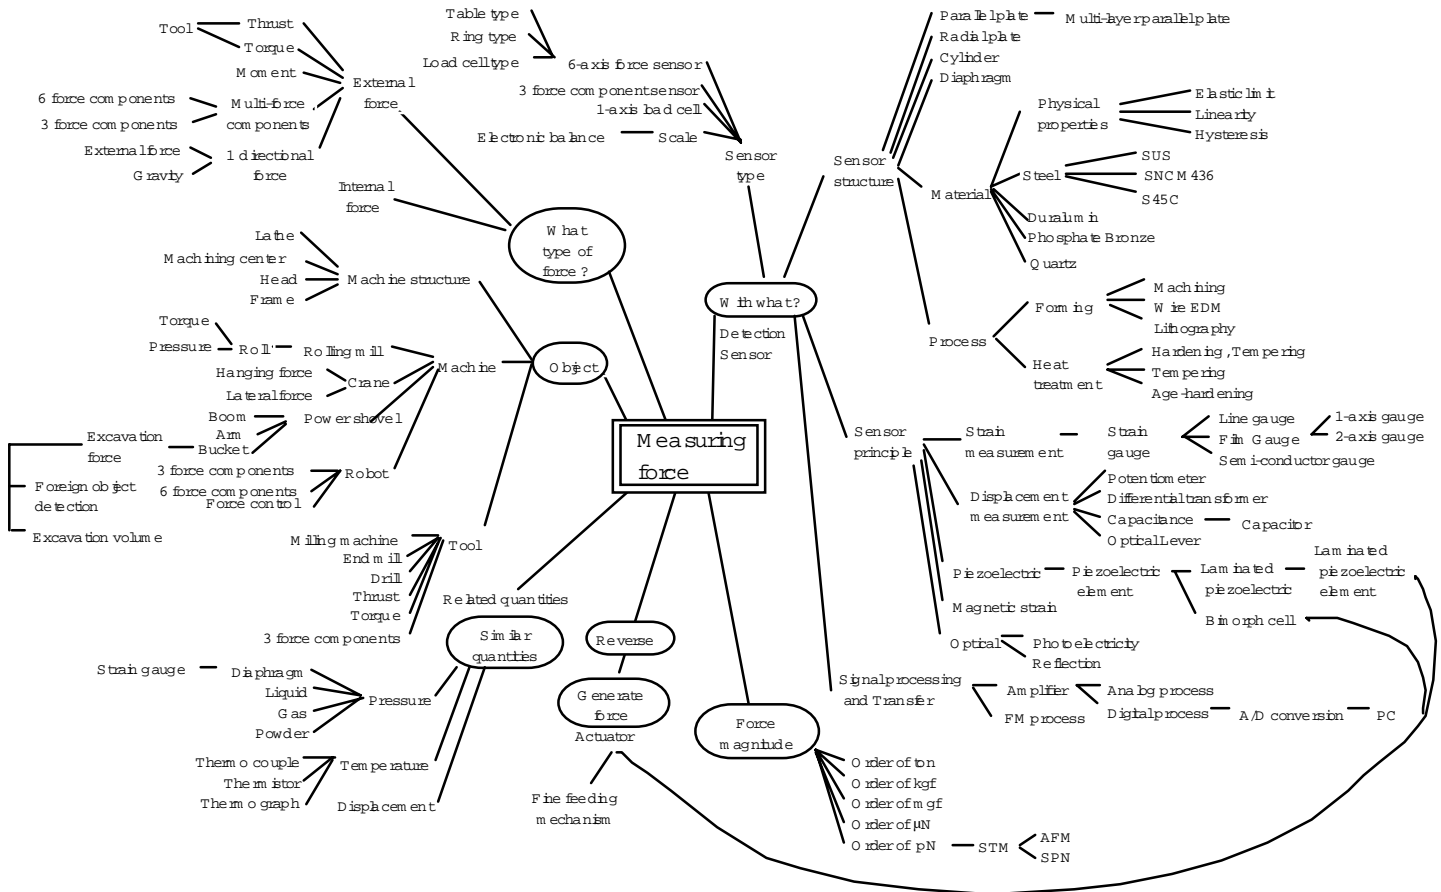 Measuring
force
What
type of
force ?
External
force
Thrust
Tool
Torque
Moment
Multi-force
components
6 force components
3 force components
1 directional
force
External force
Gravity
Internal
force
Object
Machine structure
Lathe
Machining center
Head
Frame
Machine
Rolling mill
Roll
Torque
Pressure
Crane
Hanging force
Lateral force
Power shovel
Boom
Arm
Bucket
Excavation
force
Foreign object
detection
Excavation volume
Robot
3 force components
6 force components
Force control
Tool
Milling machine
End mill
Drill
Thrust
Torque
3 force components
Related quantities
Similar
quantities
Pressure
Diaphragm
Strain gauge
Liquid
Gas
Powder
Temperature
Thermo couple
Thermistor
Thermograph
Displacement
Reverse
Generate
force
Actuator
Fine feeding
mechanism
Force
magnitude
Order of ton
Order of kgf
Order of mgf
Order of µN
Order of pN
STM
AFM
SPN
With what?
Detection
Sensor
Sensor
type
6-axis force sensor
Table type
Ring type
Load cell type
3 force component sensor
1-axis load cell
Scale
Electronic balance
Sensor
structure
Parallel plate
Multi-layer parallel plate
Radial plate
Cylinder
Diaphragm
Material
Physical
properties
Elastic limit
Linearity
Hysteresis
Steel
SUS
SNCM436
S45C
Duralumin
Phosphate Bronze
Quartz
Process
Forming
Machining
Wire EDM
Lithography
Heat
treatment
Hardening, Tempering
Tempering
Age-hardening
Sensor
principle
Strain
measurement
Strain
gauge
Line gauge
Film Gauge
1-axis gauge
2-axis gauge
Semi-conductor gauge
Displacement
measurement
Potentiometer
Differential transformer
Capacitance
Capacitor
Optical Lever
Piezoelectric
Piezoelectric
element
Laminated
piezoelectric
Laminated
piezoelectric
element
Bimorph cell
Magnetic strain
Optical
Photoelectricity
Reflection
Signal processing
and Transfer
Amplifier
Analog process
Digital process
A/D conversion
PC
FM process